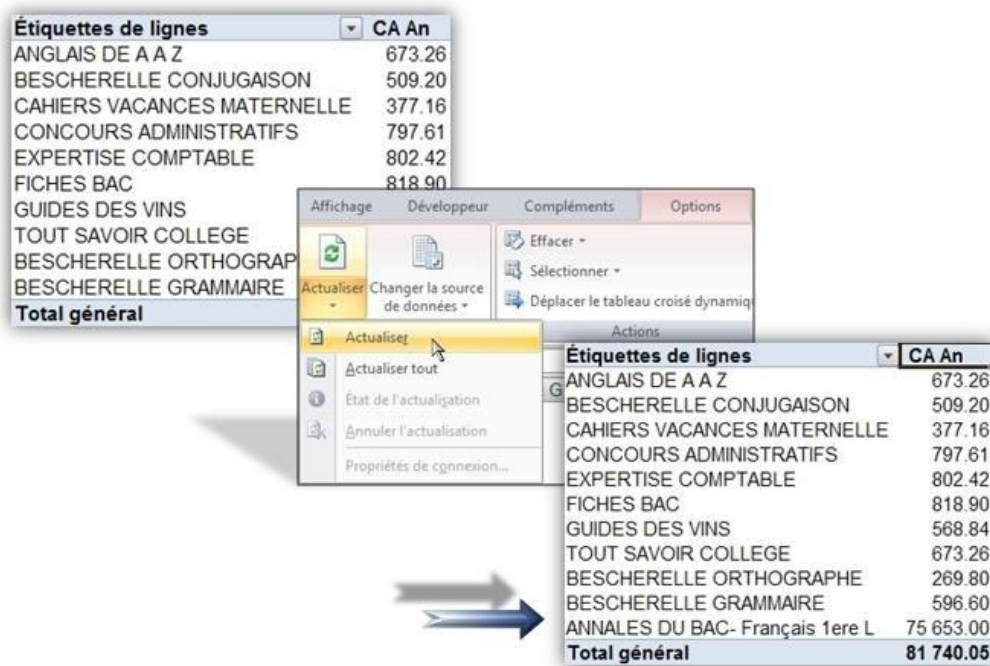 Étiquettes de lignes CA An
ANGLAIS DE A A Z 673.26
BESCHERELLE CONJUGAISON 509.20
CAHIERS VACANCES MATERNELLE 377.16
CONCOURS ADMINISTRATIFS 797.61
EXPERTISE COMPTABLE 802.42
FICHES BAC 818.90
GUIDES DES VINS
TOUT SAVOIR COLLEGE
BESCHERELLE ORTHOGRAP
BESCHERELLE GRAMMAIRE
Total général
Affichage Développeur Compléments Options
Actualiser
Changer la source
de données
Effacer
Sélectionner
Déplacer le tableau croisé dynamiq
Actions
Actualiser
Actualiser tout
État de l'actualisation
Annuler l'actualisation
Propriétés de connexion...
G
Étiquettes de lignes CA An
ANGLAIS DE A A Z 673.26
BESCHERELLE CONJUGAISON 509.20
CAHIERS VACANCES MATERNELLE 377.16
CONCOURS ADMINISTRATIFS 797.61
EXPERTISE COMPTABLE 802.42
FICHES BAC 818.90
GUIDES DES VINS 568.84
TOUT SAVOIR COLLEGE 673.26
BESCHERELLE ORTHOGRAPHE 269.80
BESCHERELLE GRAMMAIRE 596.60
ANNALES DU BAC- Français 1ere L 75 653.00
Total général 81 740.05